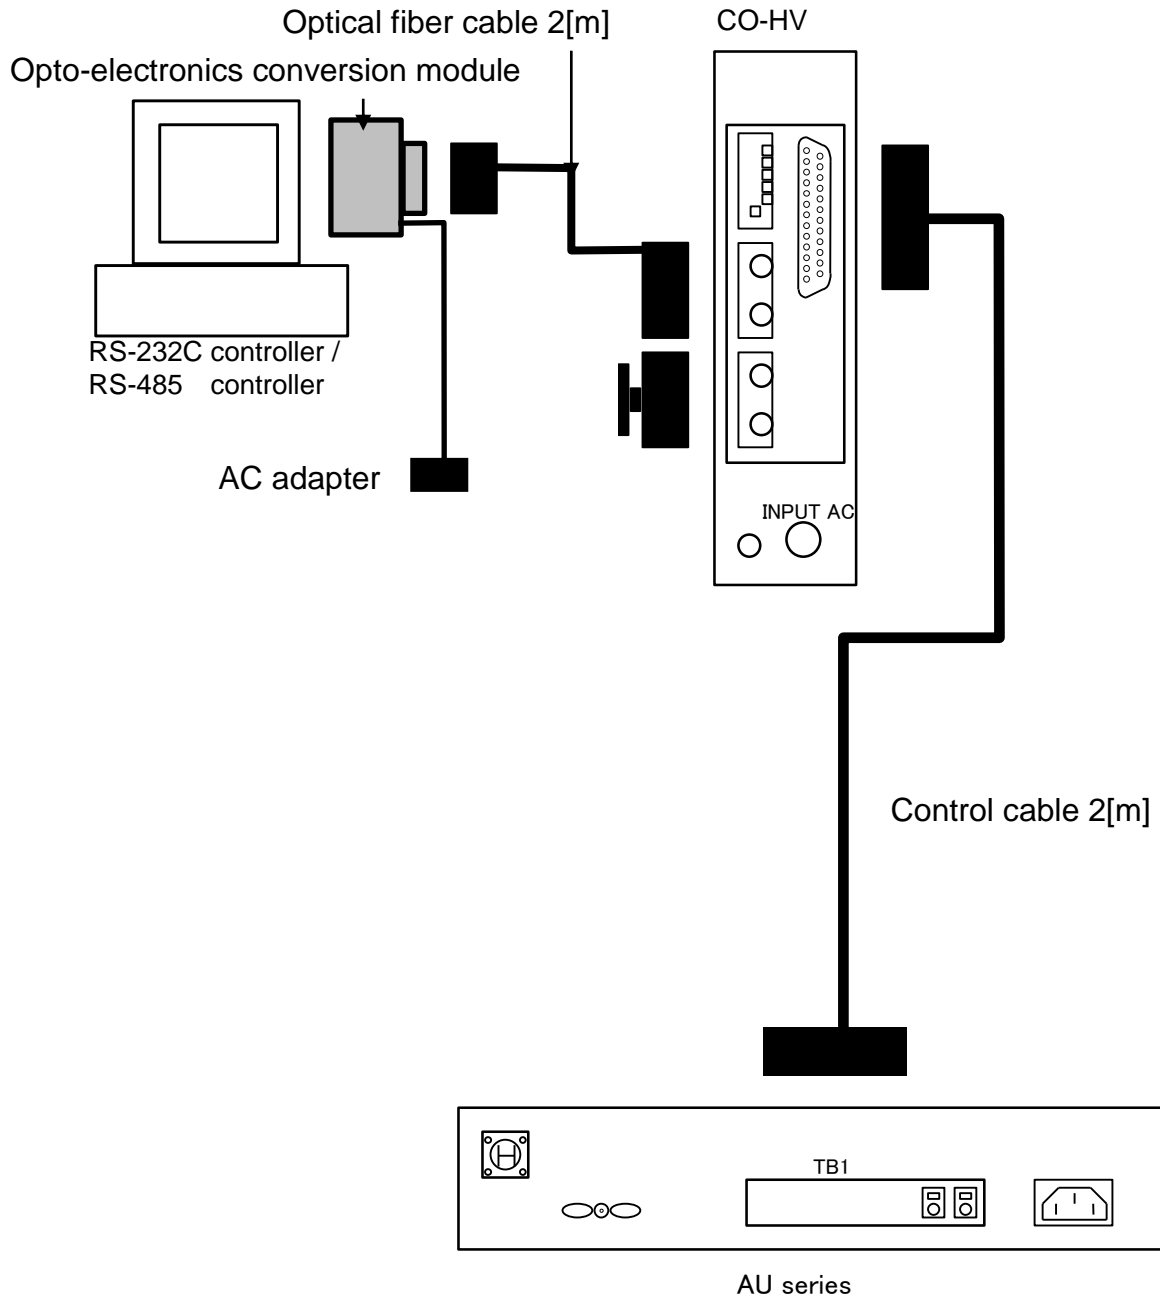 Optical fiber cable 2[m]
CO-HV
Opto-electronics conversion module
RS-232C controller /
RS-485 controller
AC adapter
INPUT AC
Control cable 2[m]
H
TB1
AU series